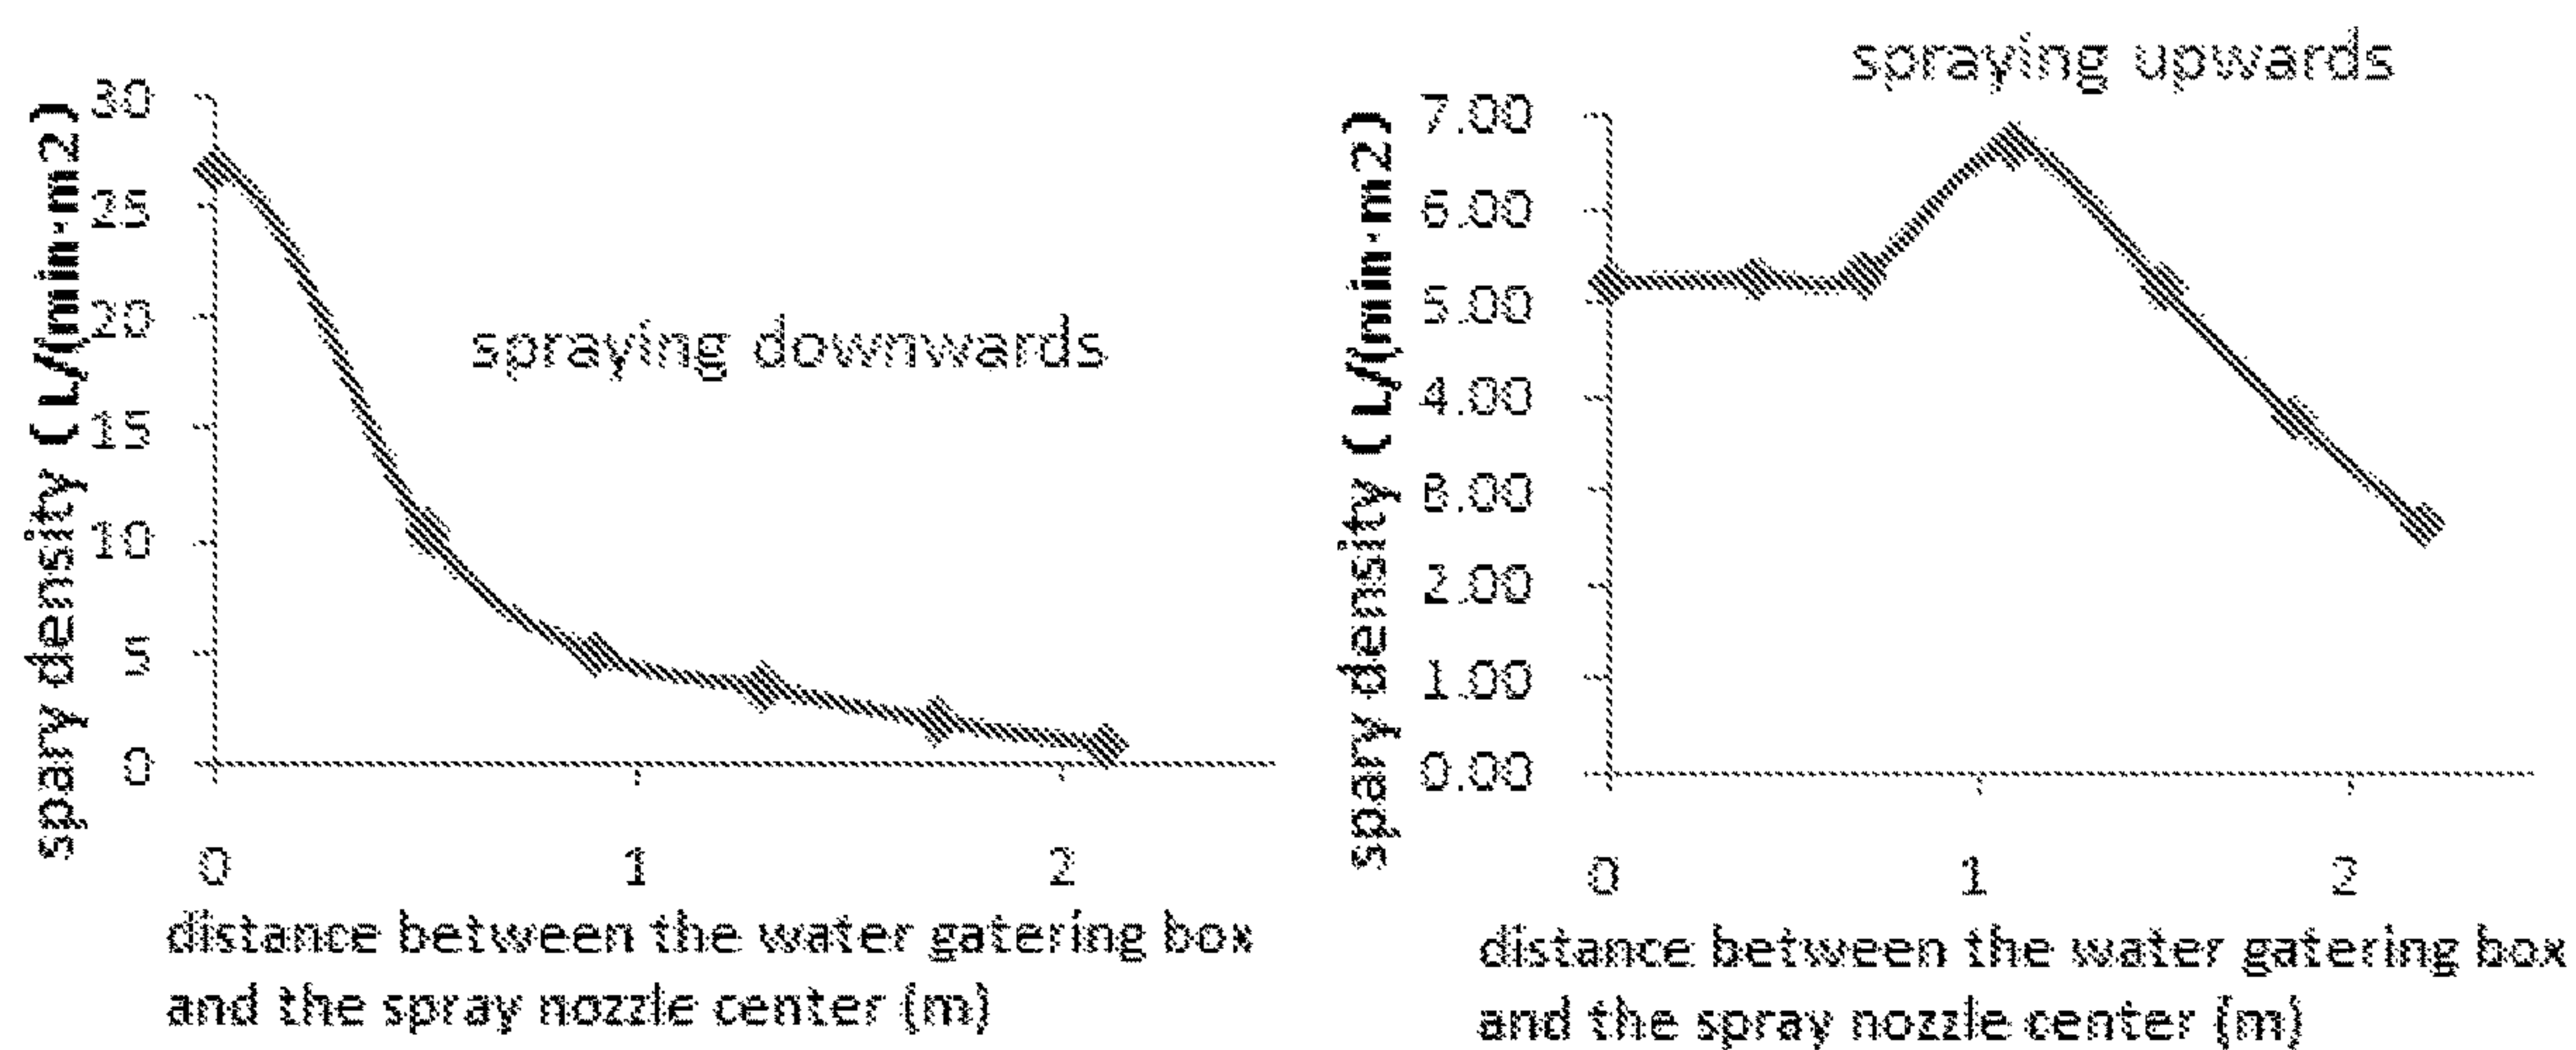 spraying downwards
spary density ( L/(min·m2)
30
25
20
15
10
5
0
0 1 2
distance between the water gatering box
and the spray nozzle center (m)
spraying upwards
spary density ( L/(min·m2)
7.00
6.00
5.00
4.00
3.00
2.00
1.00
0.00
0 1 2
distance between the water gatering box
and the spray nozzle center (m)